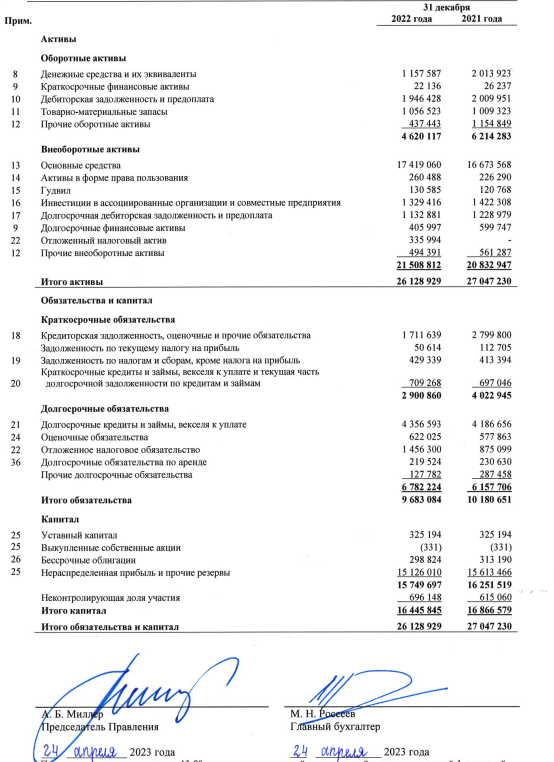 31 декабря
Прим. 2022 года 2021 года
Активы
Оборотные активы
8 Денежные средства и их эквиваленты 1 157 587 2 013 923
9 Краткосрочные финансовые активы 22 136 26 237
10 Дебиторская задолженность и предоплата 1 946 428 2 009 951
11 Товарно-материальные запасы 1 056 523 1 009 323
12 Прочие оборотные активы 437 443 1 154 849
4 620 117 6 214 283
Внеоборотные активы
13 Основные средства 17 419 060 16 673 568
14 Активы в форме права пользования 260 488 226 290
15 Гудвил 130 585 120 768
16 Инвестиции в ассоциированные организации и совместные предприятия 1 329 416 1 422 308
17 Долгосрочная дебиторская задолженность и предоплата 1 132 881 1 228 979
9 Долгосрочные финансовые активы 405 997 599 747
22 Отложенный налоговый актив 335 994 -
12 Прочие внеоборотные активы 494 391 561 287
21 508 812 20 832 947
Итого активы 26 128 929 27 047 230
Обязательства и капитал
Краткосрочные обязательства
18 Кредиторская задолженность, оценочные и прочие обязательства 1 711 639 2 799 800
Задолженность по текущему налогу на прибыль 50 614 112 705
19 Задолженность по налогам и сборам, кроме налога на прибыль 429 339 413 394
Краткосрочные кредиты и займы, векселя к уплате и текущая часть
20 долгосрочной задолженности по кредитам и займам 709 268 697 046
2 900 860 4 022 945
Долгосрочные обязательства
21 Долгосрочные кредиты и займы, векселя к уплате 4 356 593 4 186 656
24 Оценочные обязательства 622 025 577 863
22 Отложенное налоговое обязательство 1 456 300 875 099
36 Долгосрочные обязательства по аренде 219 524 230 630
Прочие долгосрочные обязательства 127 782 287 458
6 782 224 6 157 706
Итого обязательства 9 683 084 10 180 651
Капитал
25 Уставный капитал 325 194 325 194
25 Выкупленные собственные акции (331) (331)
26 Бессрочные облигации 298 824 313 190
25 Нераспределенная прибыль и прочие резервы 15 126 010 15 613 466
15 749 697 16 251 519
Неконтролирующая доля участия 696 148 615 060
Итого капитал 16 445 845 16 866 579
Итого обязательства и капитал 26 128 929 27 047 230
А. Б. Миллер М. Н. Россеев
Председатель Правления Главный бухгалтер
24 апреля 2023 года 24 апреля 2023 года